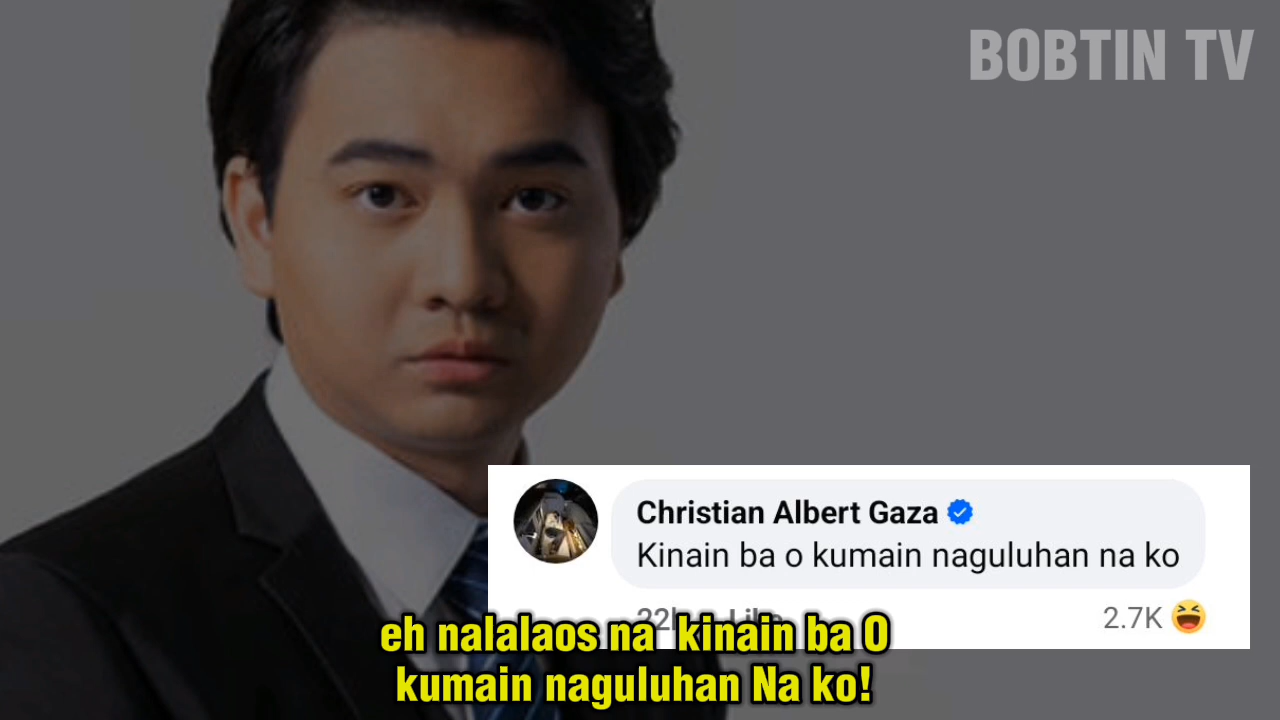 BOBTIN TV
Christian Albert Gaza
Kinain ba o kumain naguluhan na ko
2.7K
eh nalalaos na kinain ba O
kumain naguluhan Na ko!